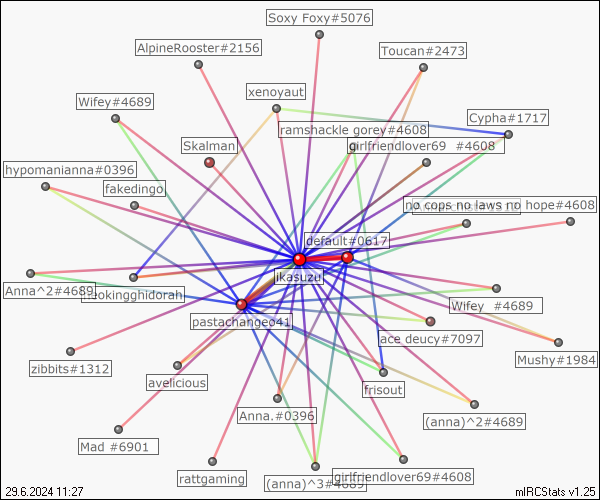 Soxy Foxy#5076
AlpineRooster#2156
Toucan#2473
xenoyaut
Wifey#4689
Cypha#1717
ramshackle gorey#4608
Skalman
girlfriendlover69 #4608
hypomanianna#0396
fakedingo
no cops no laws no hope#4608
default#0617
ikasuzu
Anna^2#4689
Wifey #4689
pastachange041
ace deucy#7097
Mushy#1984
zibbits#1312
avelicious
frisout
Anna.#0396
(anna)^2#4689
Mad #6901
rattgaming
(anna)^3#4689
girlfriendlover69#4608
29.6.2024 11:27
mIRCStats v1.25